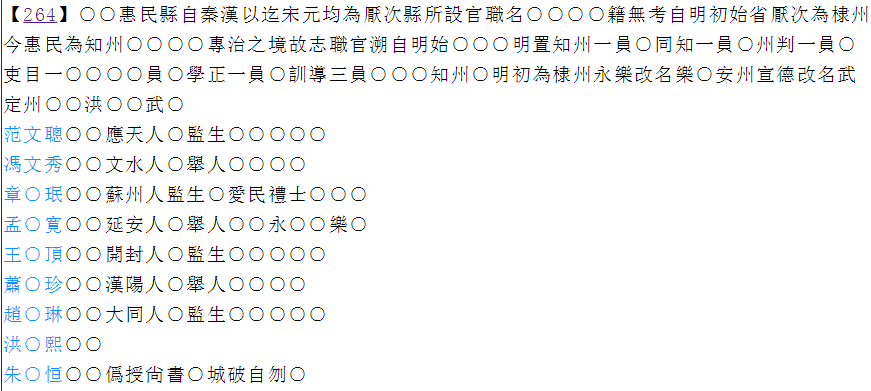 【264】○○惠民縣自秦漢以迄宋元均為厭次縣所設官職名○○○○籍無考自明初始省厭次為棣州
今惠民為知州○○○○專治之境故志職官溯自明始○○○明置知州一員○同知一員○州判一員○
吏目一○○○○員○學正一員○訓導三員○○○知州○明初為棣州永樂改名樂○安州宣德改名武
定州○○洪○○武○
范文聰○○應天人○監生○○○○○
馮文秀○○文水人○舉人○○○○
章○珉○○蘇州人監生○愛民禮士○○○
孟○寬○○延安人○舉人○○永○○樂○
王○頂○○開封人○監生○○○○○
蕭○珍○○漢陽人○舉人○○○○
趙○琳○○大同人○監生○○○○○
洪○熙○○
朱○恒○○僞授尙書○城破自刎○